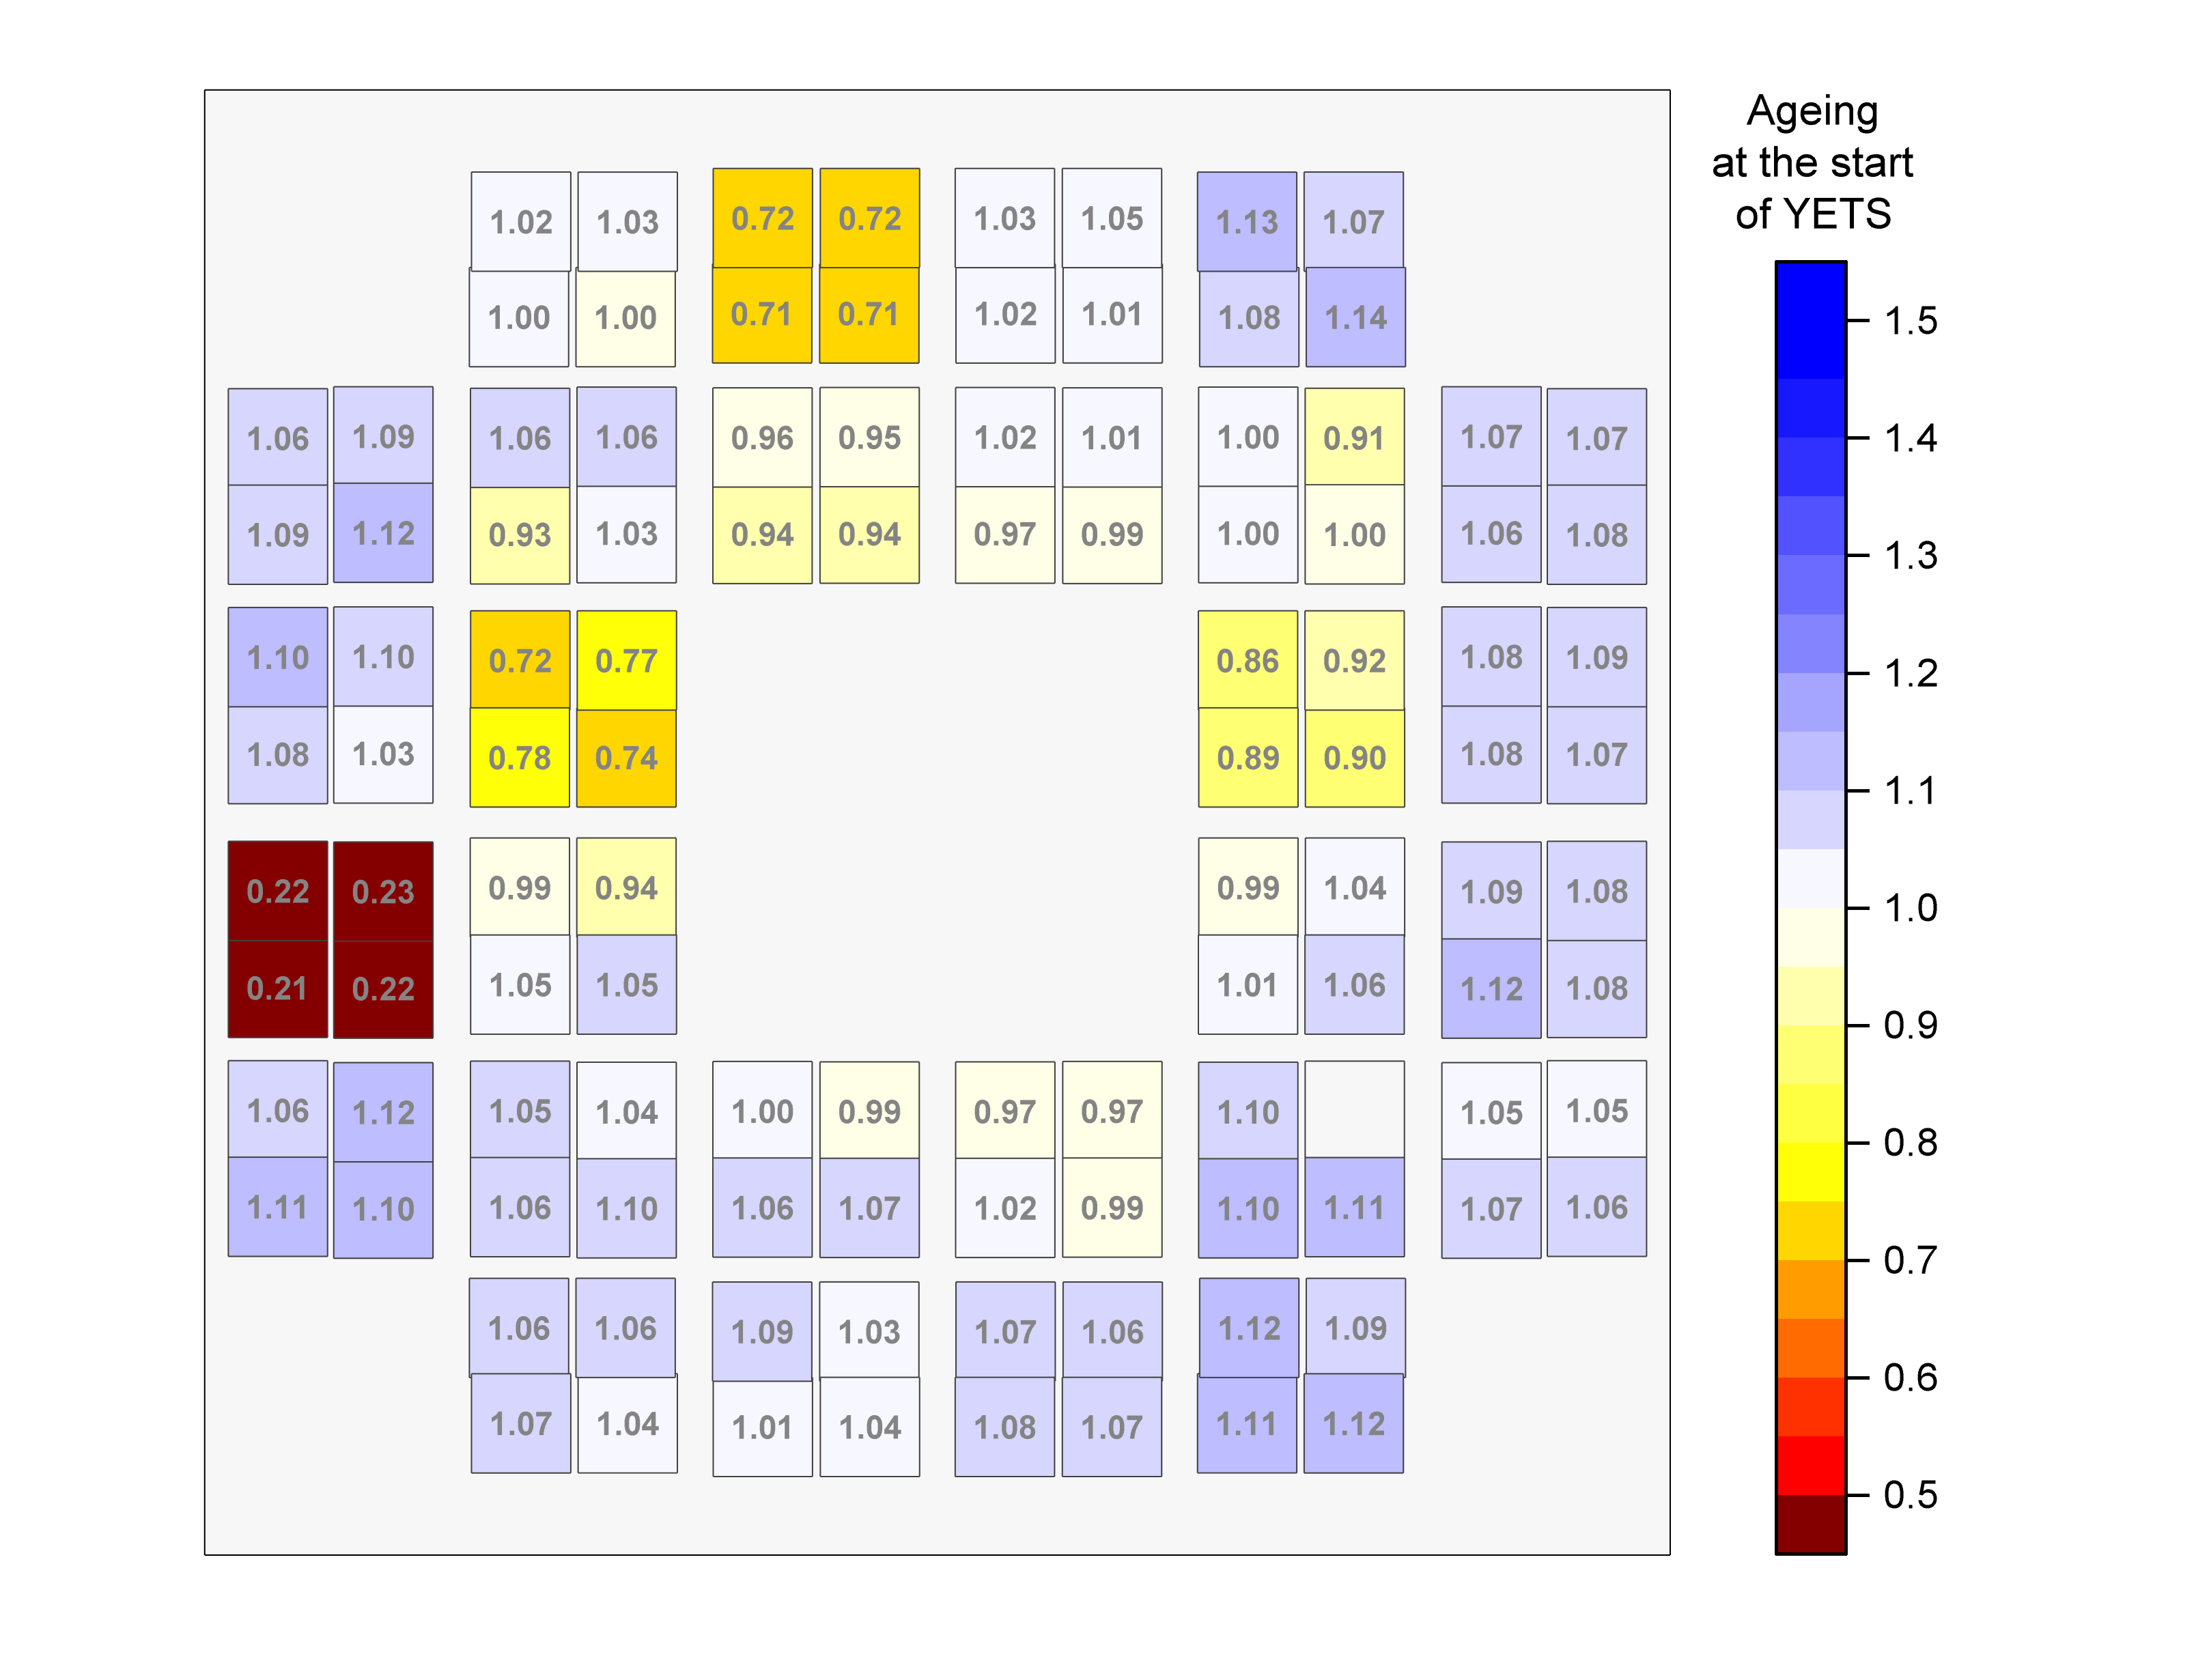 Ageing
at the start
of YETS
1.02 1.03 0.72 0.72 1.03 1.05 1.13 1.07
1.00 1.00 0.71 0.71 1.02 1.01 1.08 1.14
1.06 1.09 1.06 1.06 0.96 0.95 1.02 1.01 1.00 0.91 1.07 1.07
1.09 1.12 0.93 1.03 0.94 0.94 0.97 0.99 1.00 1.00 1.06 1.08
1.10 1.10 0.72 0.77 0.86 0.92 1.08 1.09
1.08 1.03 0.78 0.74 0.89 0.90 1.08 1.07
0.22 0.23 0.99 0.94 0.99 1.04 1.09 1.08
0.21 0.22 1.05 1.05 1.01 1.06 1.12 1.08
1.06 1.12 1.05 1.04 1.00 0.99 0.97 0.97 1.10 1.05 1.05
1.11 1.10 1.06 1.10 1.06 1.07 1.02 0.99 1.10 1.11 1.07 1.06
1.06 1.06 1.09 1.03 1.07 1.06 1.12 1.09
1.07 1.04 1.01 1.04 1.08 1.07 1.11 1.12
1.5
1.4
1.3
1.2
1.1
1.0
0.9
0.8
0.7
0.6
0.5